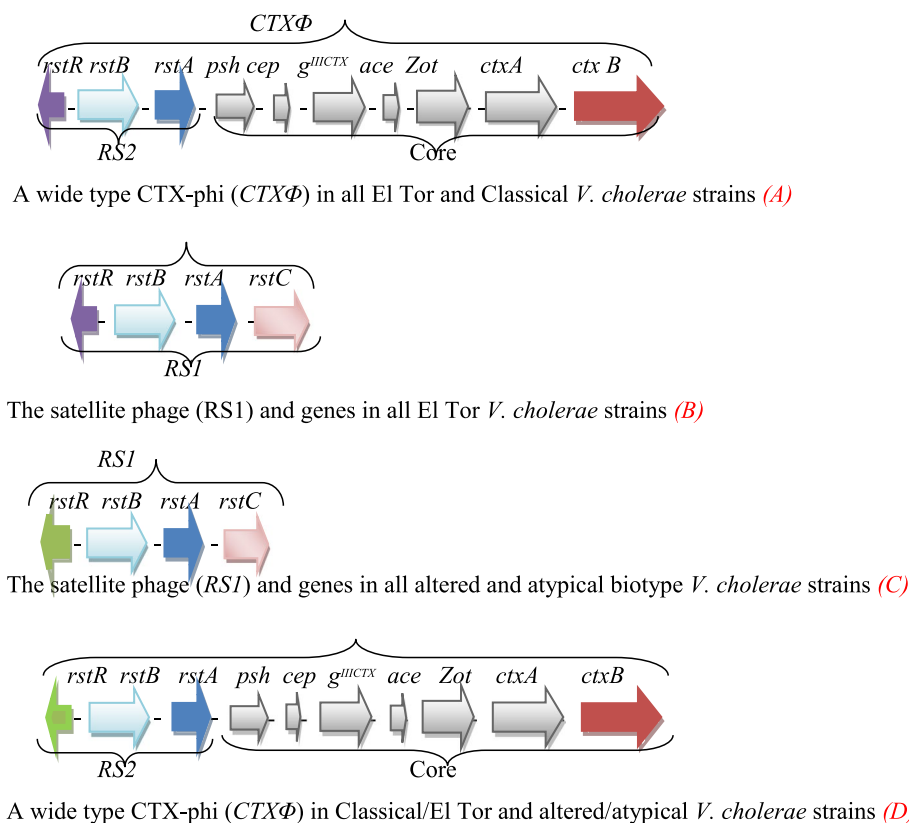 CTXΦ
rstR rstB rstA psh cep g^IIICTX ace Zot ctxA ctx B
RS2 Core
A wide type CTX-phi (CTXΦ) in all El Tor and Classical V. cholerae strains (A)
rstR rstB rstA rstC
RS1
The satellite phage (RS1) and genes in all El Tor V. cholerae strains (B)
RS1
rstR rstB rstA rstC
The satellite phage (RS1) and genes in all altered and atypical biotype V. cholerae strains (C)
rstR rstB rstA psh cep g^IIICTX ace Zot ctxA ctxB
RS2 Core
A wide type CTX-phi (CTXΦ) in Classical/El Tor and altered/atypical V. cholerae strains (D)